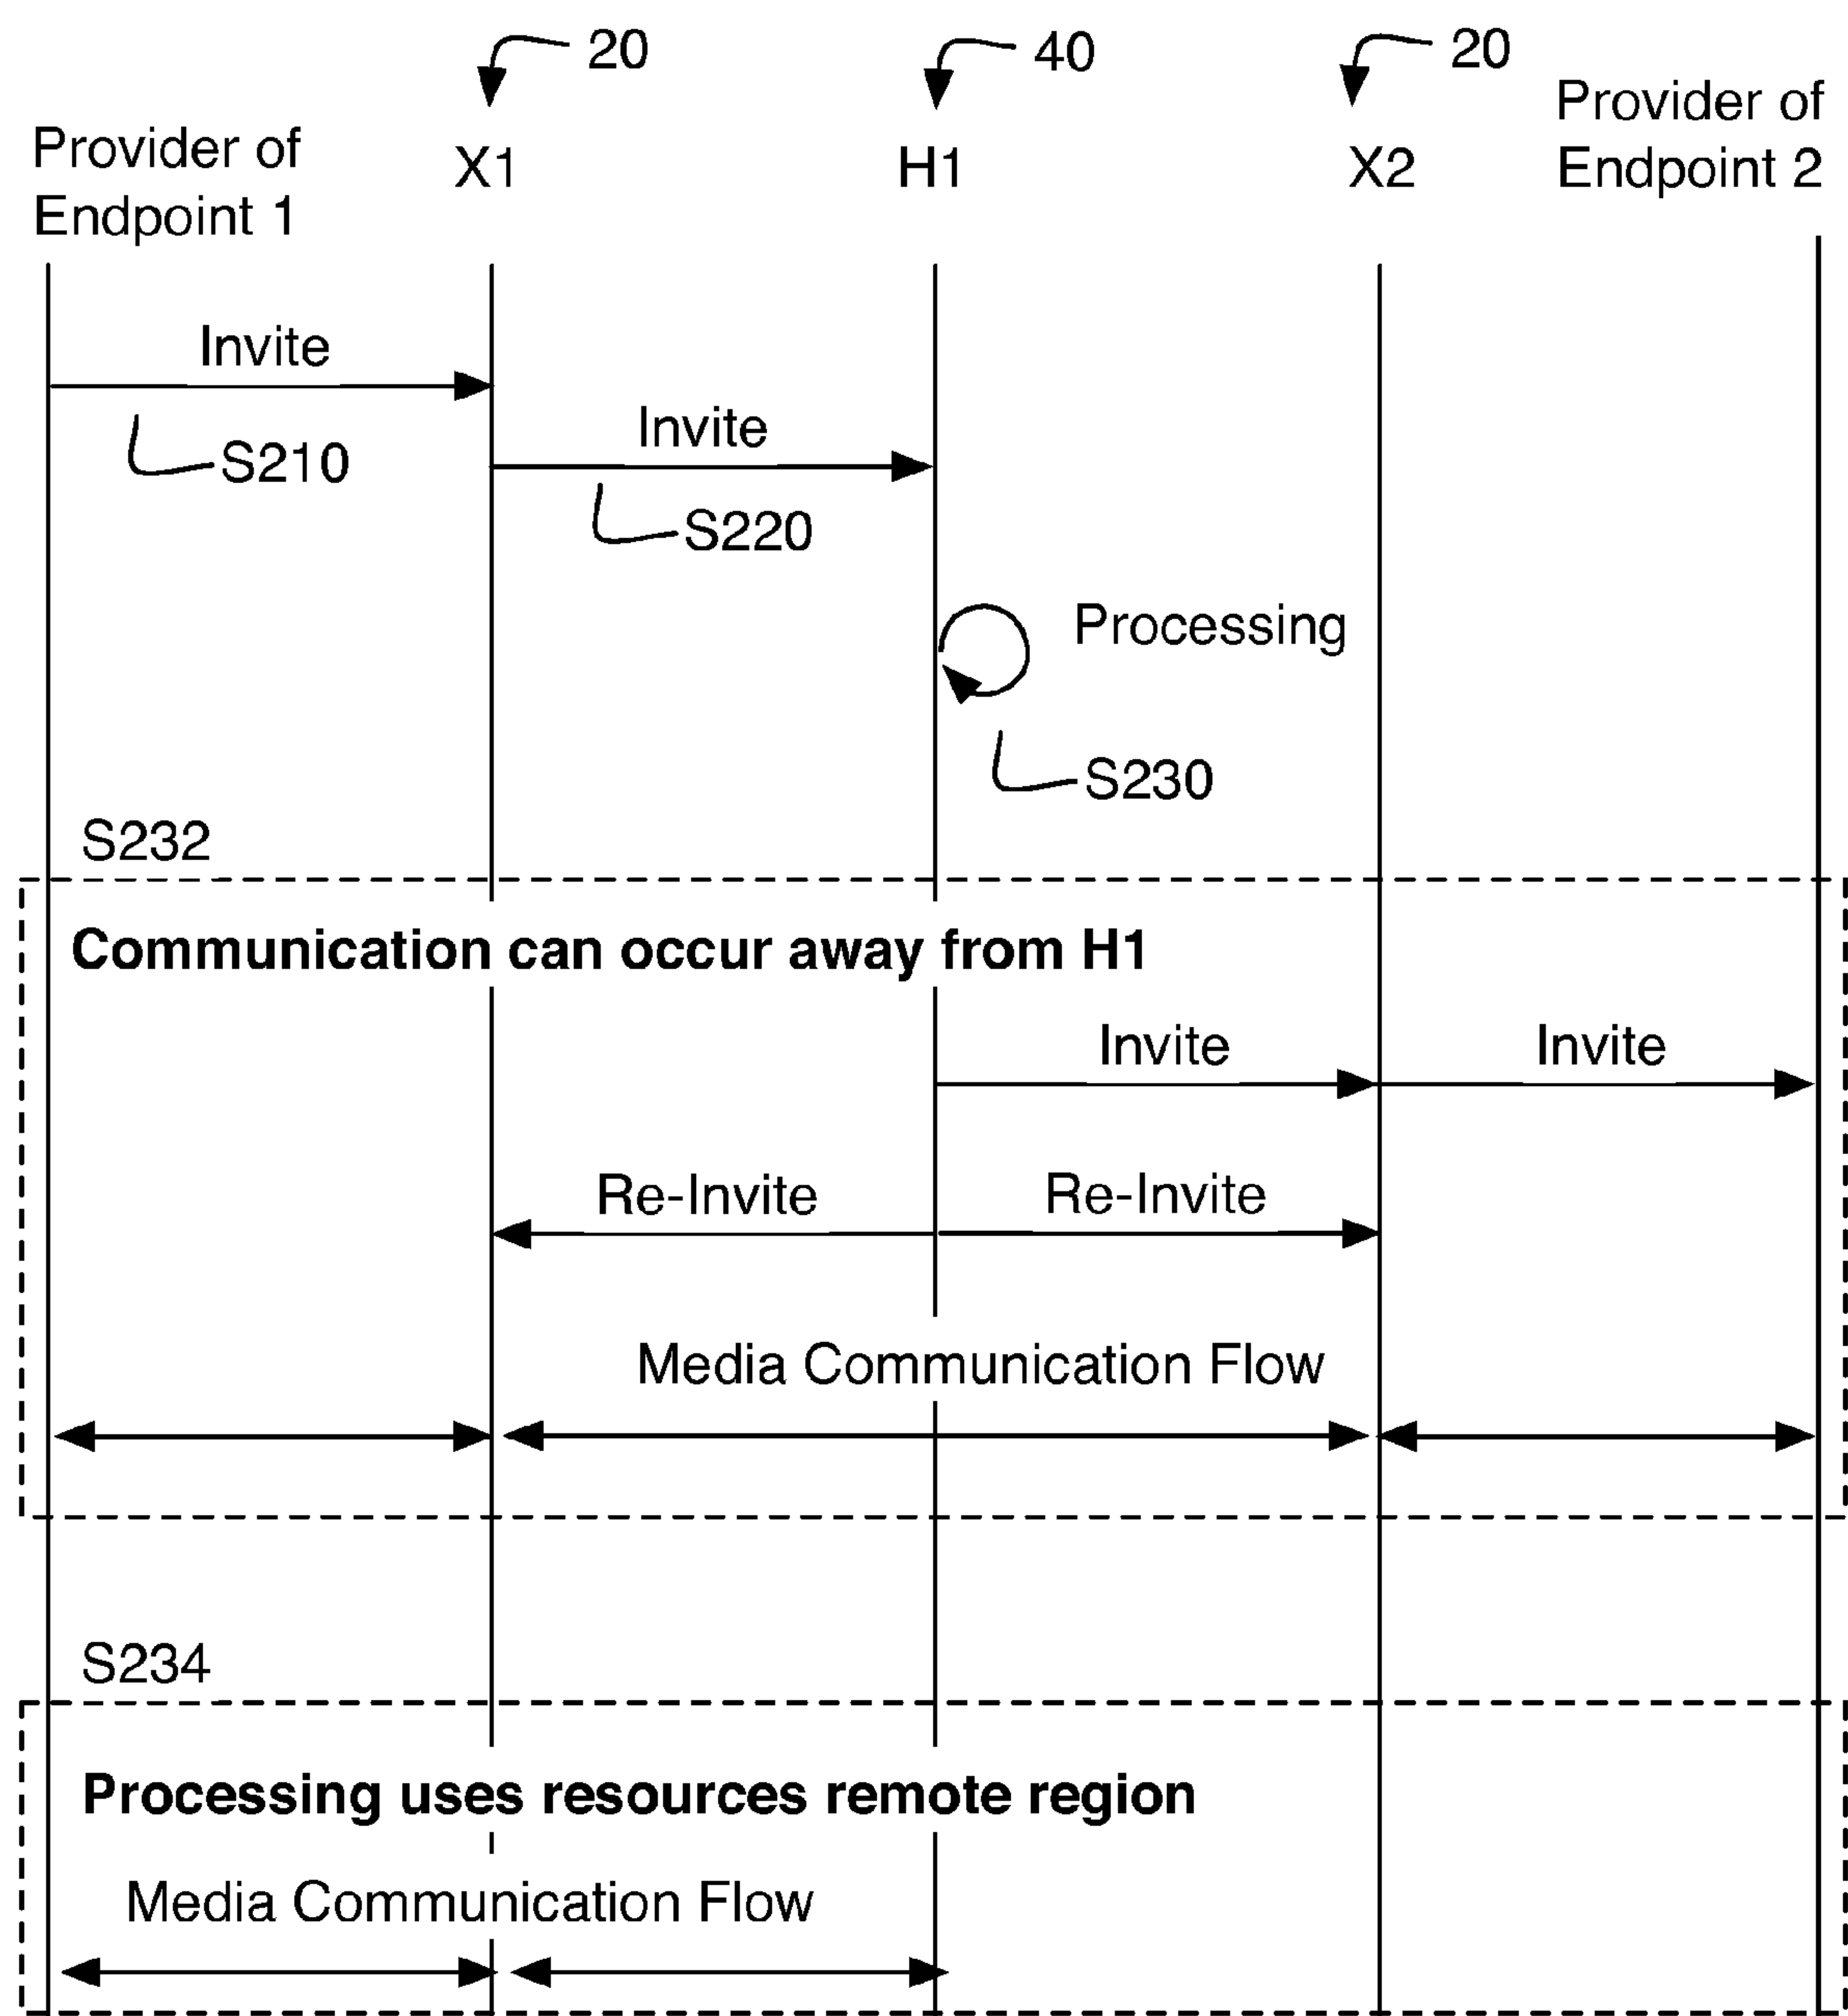 20
40
20
Provider of
Endpoint 1
X1
H1
X2
Provider of
Endpoint 2
Invite
S210
Invite
S220
Processing
S230
S232
Communication can occur away from H1
Invite
Invite
Re-Invite
Re-Invite
Media Communication Flow
S234
Processing uses resources remote region
Media Communication Flow